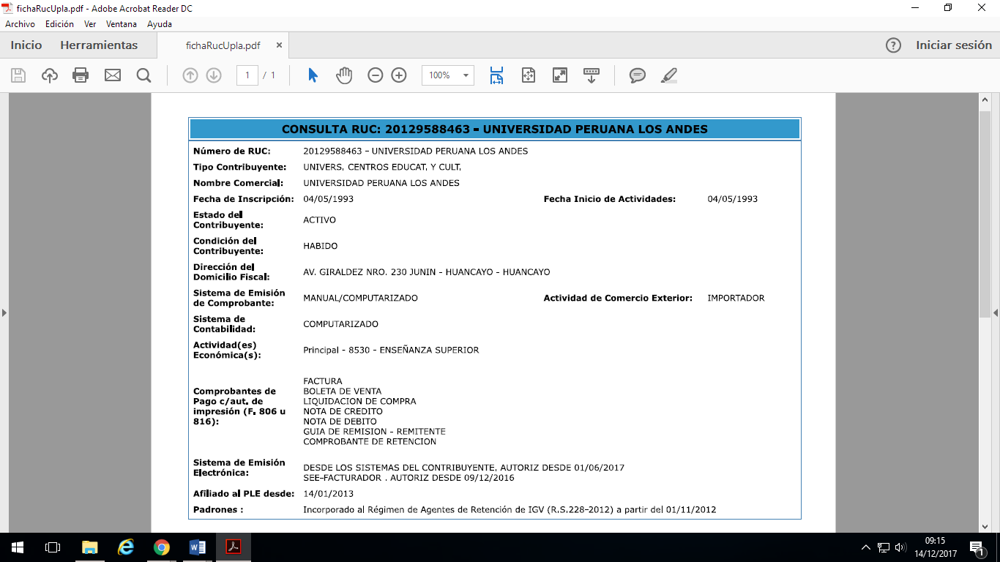 fichaRucUpla.pdf - Adobe Acrobat Reader DC
Archivo Edición Ver Ventana Ayuda
Inicio Herramientas fichaRucUpla.pdf × ? Iniciar sesión
1 / 1 100%
CONSULTA RUC: 20129588463 - UNIVERSIDAD PERUANA LOS ANDES
Número de RUC: 20129588463 - UNIVERSIDAD PERUANA LOS ANDES
Tipo Contribuyente: UNIVERS. CENTROS EDUCAT. Y CULT.
Nombre Comercial: UNIVERSIDAD PERUANA LOS ANDES
Fecha de Inscripción: 04/05/1993 Fecha Inicio de Actividades: 04/05/1993
Estado del
Contribuyente: ACTIVO
Condición del
Contribuyente: HABIDO
Dirección del
Domicilio Fiscal: AV. GIRALDEZ NRO. 230 JUNIN - HUANCAYO - HUANCAYO
Sistema de Emisión
de Comprobante: MANUAL/COMPUTARIZADO Actividad de Comercio Exterior: IMPORTADOR
Sistema de
Contabilidad: COMPUTARIZADO
Actividad(es)
Económica(s): Principal - 8530 - ENSEÑANZA SUPERIOR
Comprobantes de
Pago c/aut. de
impresión (F. 806 u
816):
FACTURA
BOLETA DE VENTA
LIQUIDACION DE COMPRA
NOTA DE CREDITO
NOTA DE DEBITO
GUIA DE REMISION - REMITENTE
COMPROBANTE DE RETENCION
Sistema de Emisión
Electrónica:
DESDE LOS SISTEMAS DEL CONTRIBUYENTE. AUTORIZ DESDE 01/06/2017
SEE-FACTURADOR . AUTORIZ DESDE 09/12/2016
Afiliado al PLE desde: 14/01/2013
Padrones : Incorporado al Régimen de Agentes de Retención de IGV (R.S.228-2012) a partir del 01/11/2012
09:15
14/12/2017
1